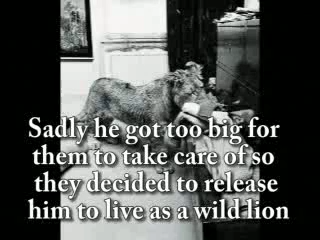 Sadly he got too big for
them to take care of so
they decided to release
him to live as a wild lion